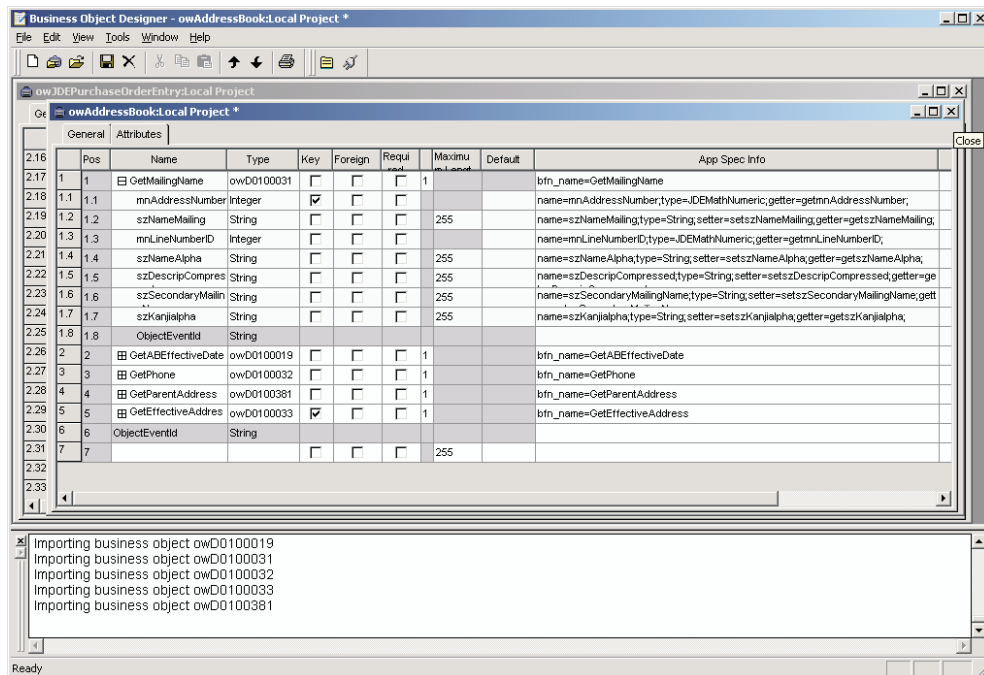 Business Object Designer - owAddressBook:Local Project *
File Edit View Tools Window Help
owJDEPurchaseOrderEntry:Local Project
Ge
owAddressBook:Local Project *
General Attributes
Close
Pos Name Type Key Foreign Requi Maximu Default App Spec Info
2.16
2.17 1 1 GetMailingName owD0100031 1 bfn_name=GetMailingName
2.18 1.1 1.1 mnAddressNumber Integer name=mnAddressNumber;type=JDEMathNumeric;getter=getmnAddressNumber;
2.19 1.2 1.2 szNameMailing String 255 name=szNameMailing;type=String;setter=setszNameMailing;getter=getszNameMailing;
2.20 1.3 1.3 mnLineNumberID Integer name=mnLineNumberID;type=JDEMathNumeric;getter=getmnLineNumberID;
2.21 1.4 1.4 szNameAlpha String 255 name=szNameAlpha;type=String;setter=setszNameAlpha;getter=getszNameAlpha;
2.22 1.5 1.5 szDescripCompres String 255 name=szDescripCompressed;type=String;setter=setszDescripCompressed;getter=ge
2.23 1.6 1.6 szSecondaryMailin String 255 name=szSecondaryMailingName;type=String;setter=setszSecondaryMailingName;gett
2.24 1.7 1.7 szKanjialpha String 255 name=szKanjialpha;type=String;setter=setszKanjialpha;getter=getszKanjialpha;
2.25 1.8 1.8 ObjectEventId String
2.26 2 2 GetABEffectiveDate owD0100019 1 bfn_name=GetABEffectiveDate
2.27 3 3 GetPhone owD0100032 1 bfn_name=GetPhone
2.28 4 4 GetParentAddress owD0100381 1 bfn_name=GetParentAddress
2.29 5 5 GetEffectiveAddres owD0100033 1 bfn_name=GetEffectiveAddress
2.30 6 6 ObjectEventId String
2.31 7 7 255
2.32
2.33
Importing business object owD0100019
Importing business object owD0100031
Importing business object owD0100032
Importing business object owD0100033
Importing business object owD0100381
Ready